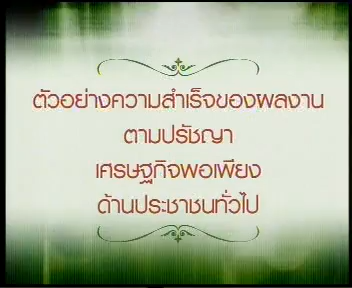 ตัวอย่างความสำเร็จของผลงาน
ตามปรัชญา
เศรษฐกิจพอเพียง
ด้านประชาชนทั่วไป